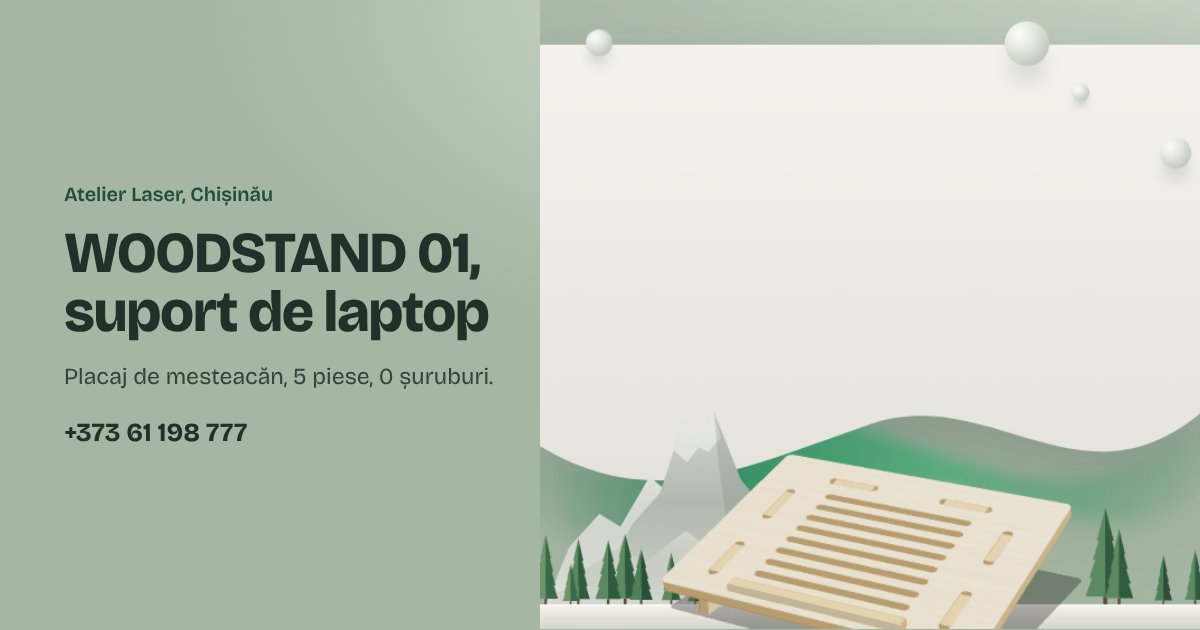 Atelier Laser, Chișinău
WOODSTAND 01,
suport de laptop
Placaj de mesteacăn, 5 piese, 0 șuruburi.
+373 61 198 777